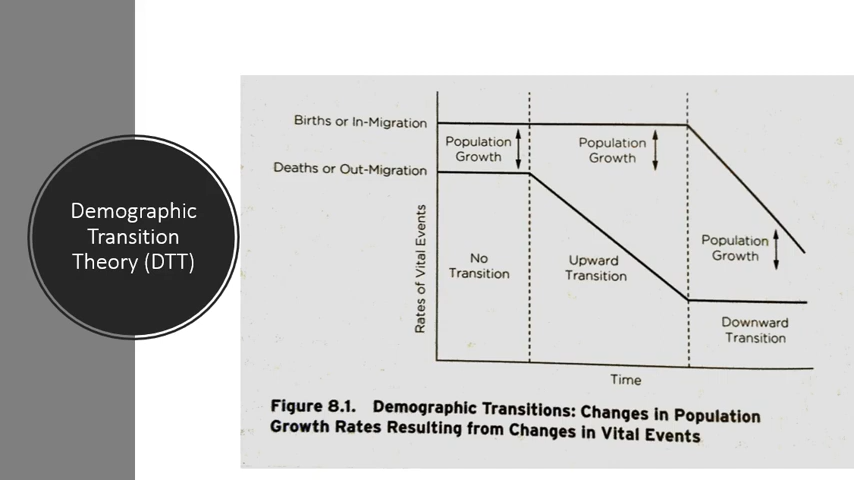 Demographic
Transition
Theory (DTT)
Births or In-Migration
Population
Growth
Population
Growth
Deaths or Out-Migration
Rates of Vital Events
No
Transition
Upward
Transition
Population
Growth
Downward
Transition
Time
Figure 8.1. Demographic Transitions: Changes in Population
Growth Rates Resulting from Changes in Vital Events